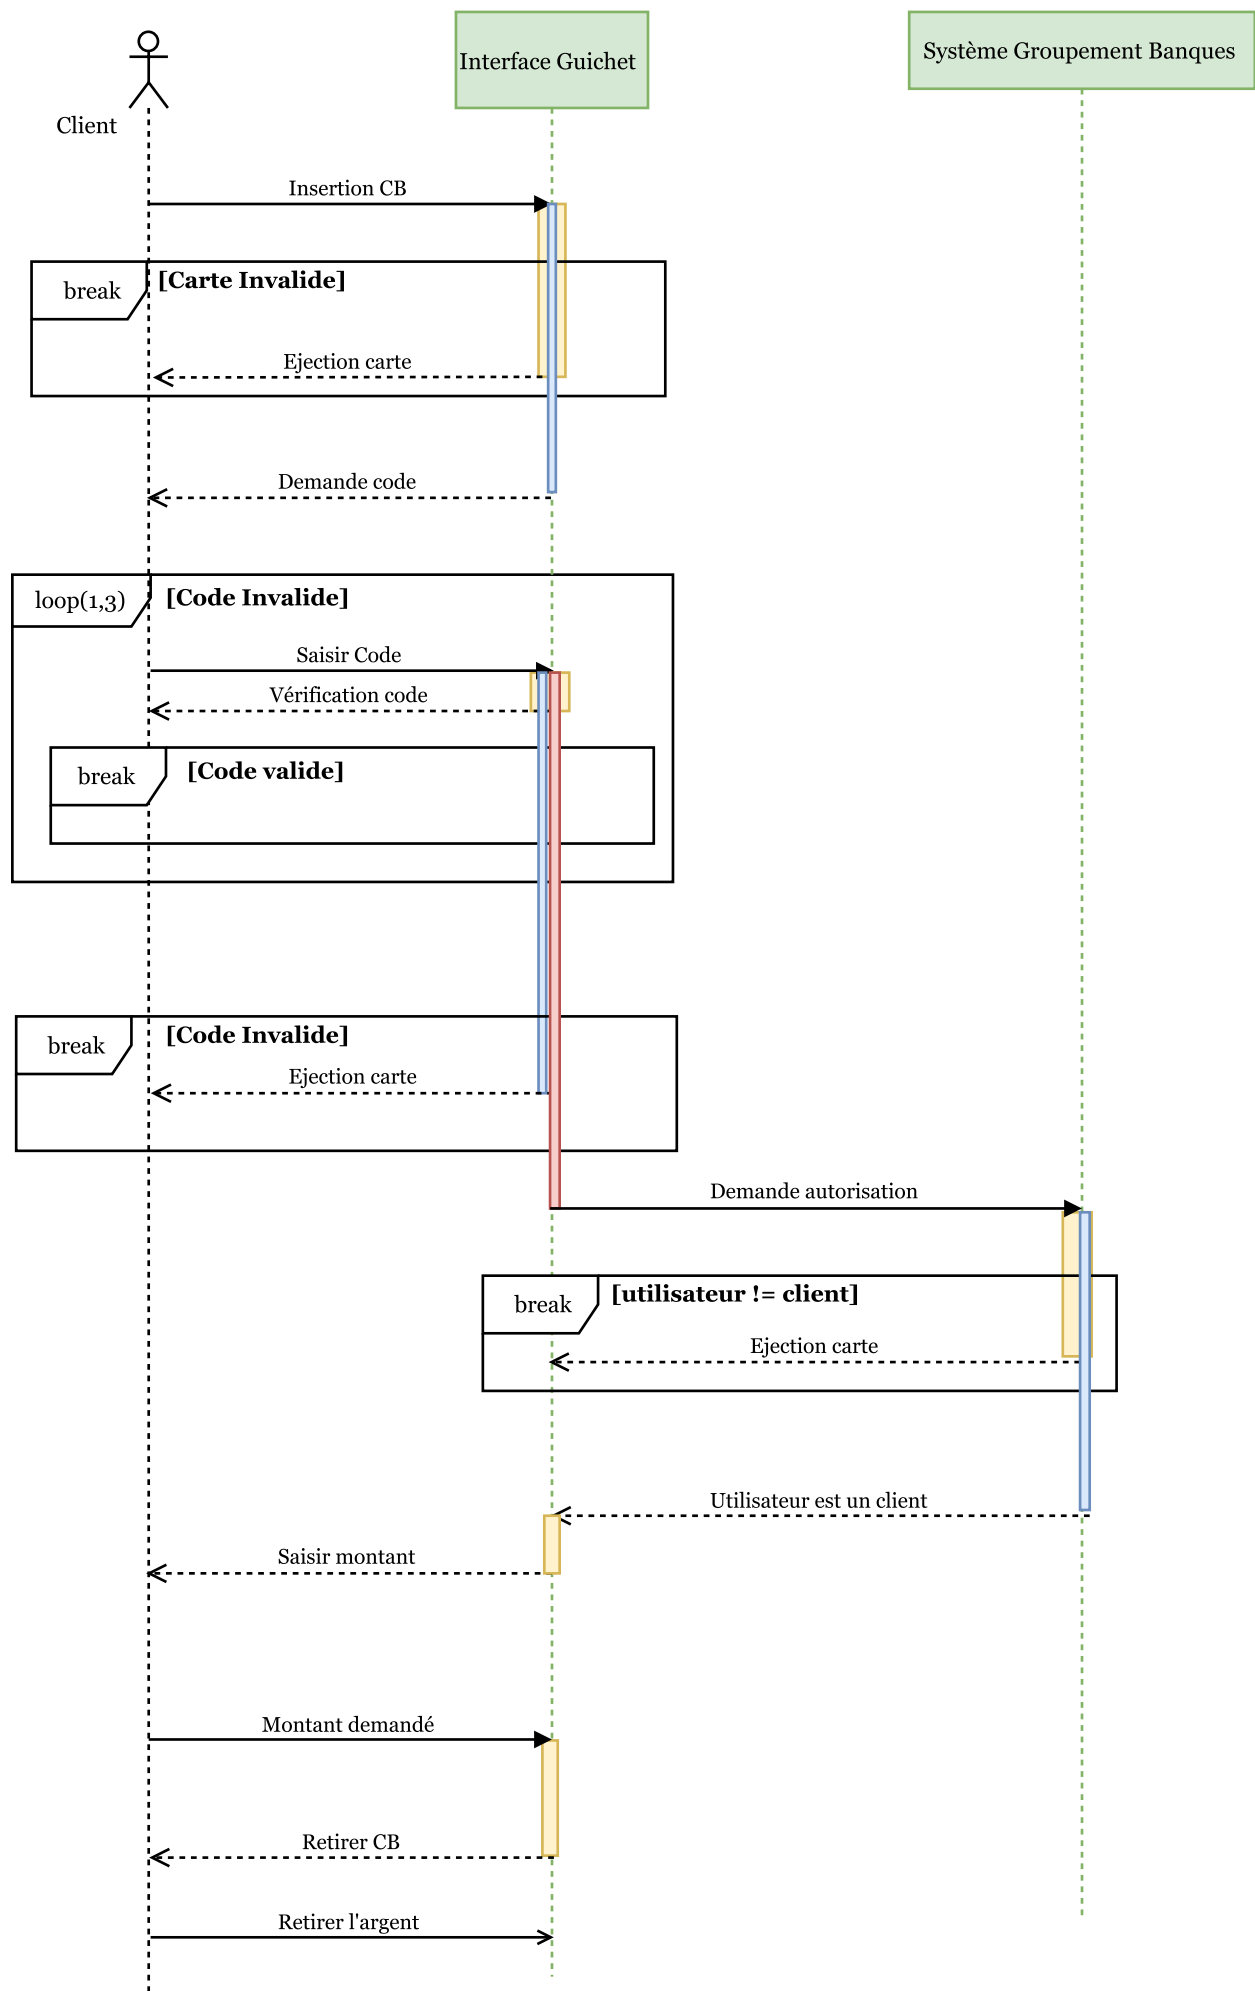 Interface Guichet
Système Groupement Banques
Client
Insertion CB
break
[Carte Invalide]
Ejection carte
Demande code
loop(1,3)
[Code Invalide]
Saisir Code
Vérification code
break
[Code valide]
break
[Code Invalide]
Ejection carte
Demande autorisation
break
[utilisateur != client]
Ejection carte
Utilisateur est un client
Saisir montant
Montant demandé
Retirer CB
Retirer l'argent